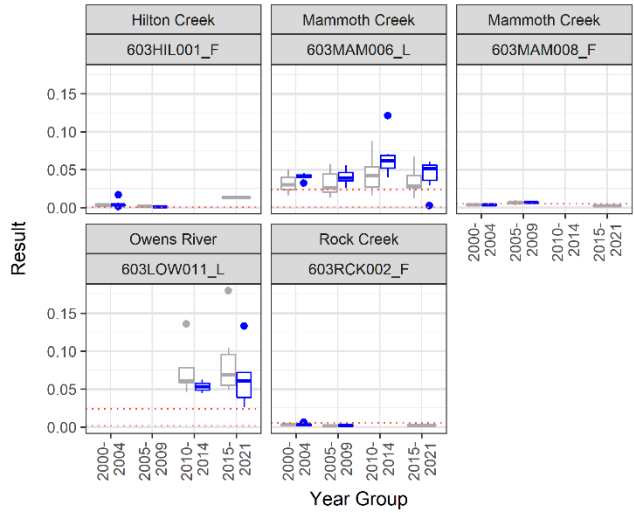 Hilton Creek
Mammoth Creek
Mammoth Creek
603HIL001_F
603MAM006_L
603MAM008_F
0.15
0.10
0.05
0.00
2000-
2004
2005-
2009
2010-
2014
2015-
2021
Result
Owens River
Rock Creek
603LOW011_L
603RCK002_F
0.15
0.10
0.05
0.00
2000-
2004
2005-
2009
2010-
2014
2015-
2021
2000-
2004
2005-
2009
2010-
2014
2015-
2021
Year Group